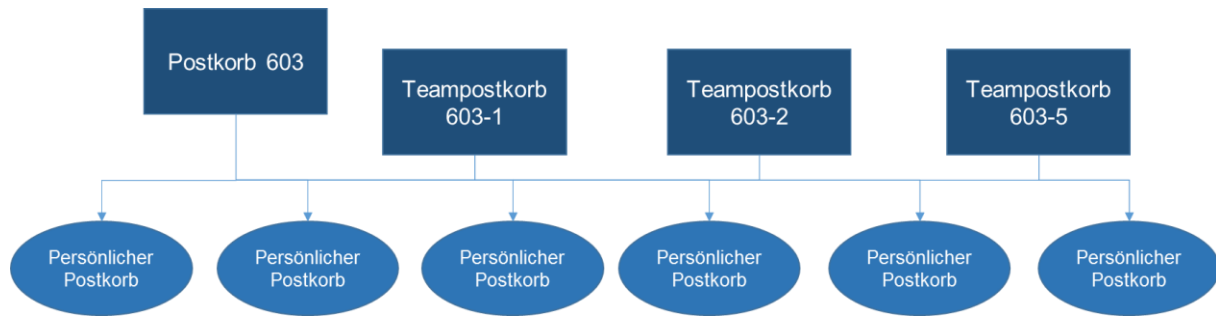 Postkorb 603
Teampostkorb
603-1
Teampostkorb
603-2
Teampostkorb
603-5
Persönlicher
Postkorb
Persönlicher
Postkorb
Persönlicher
Postkorb
Persönlicher
Postkorb
Persönlicher
Postkorb
Persönlicher
Postkorb